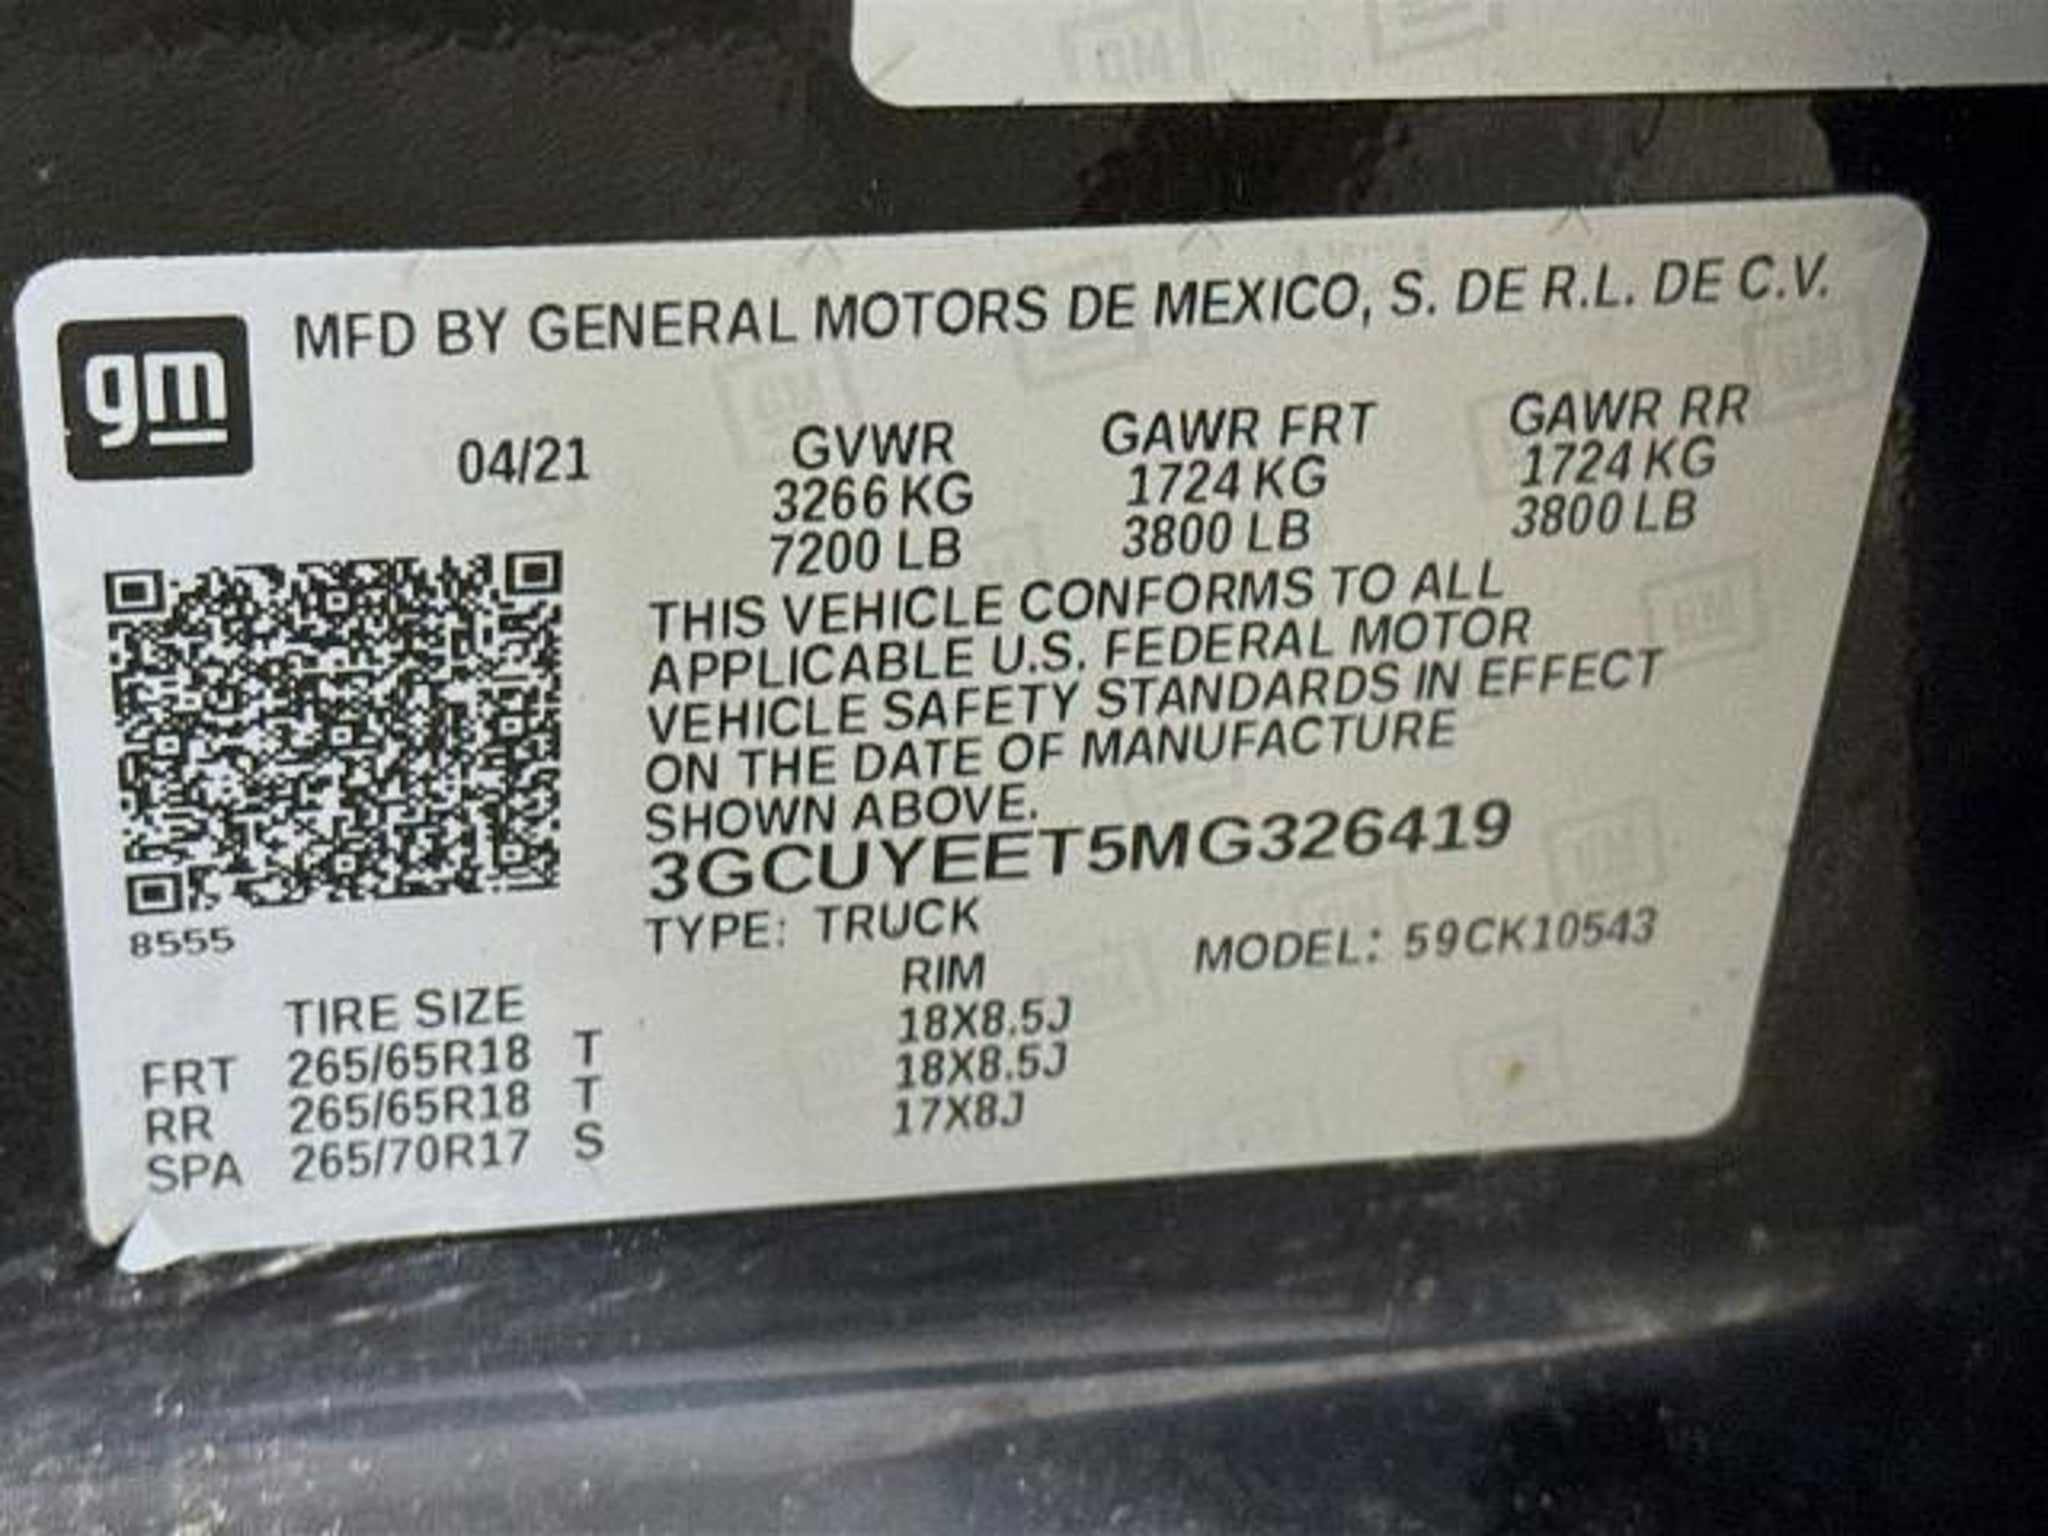 gm
MFD BY GENERAL MOTORS DE MEXICO, S. DE R.L. DE C.V.
04/21 GVWR GAWR FRT GAWR RR
3266 KG 1724 KG 1724 KG
7200 LB 3800 LB 3800 LB
THIS VEHICLE CONFORMS TO ALL
APPLICABLE U.S. FEDERAL MOTOR
VEHICLE SAFETY STANDARDS IN EFFECT
ON THE DATE OF MANUFACTURE
SHOWN ABOVE.
3GCUYEET5MG326419
8555
TYPE: TRUCK MODEL: 59CK10543
TIRE SIZE RIM
FRT 265/65R18 T 18X8.5J
RR 265/65R18 T 18X8.5J
SPA 265/70R17 S 17X8J